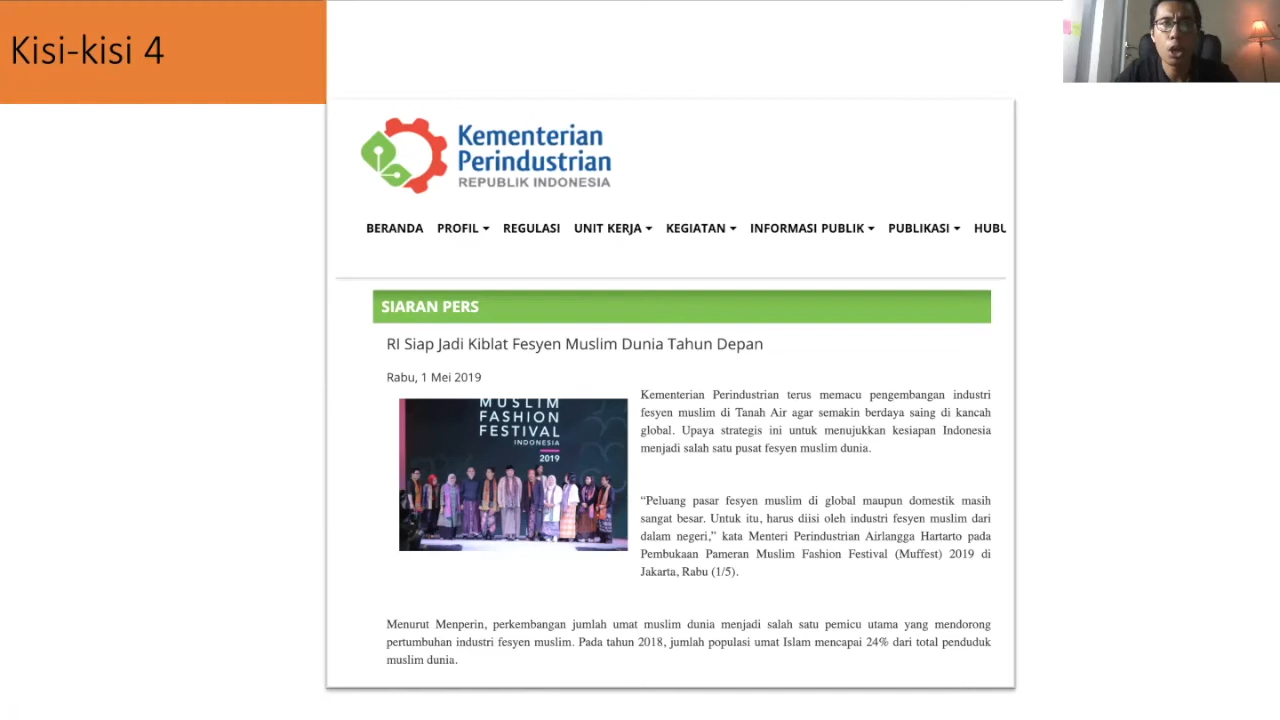 Kisi-kisi 4
Kementerian
Perindustrian
REPUBLIK INDONESIA
BERANDA PROFIL REGULASI UNIT KERJA KEGIATAN INFORMASI PUBLIK PUBLIKASI HUBU
SIARAN PERS
RI Siap Jadi Kiblat Fesyen Muslim Dunia Tahun Depan
Rabu, 1 Mei 2019
MUSLIM
FASHION
FESTIVAL
INDONESIA
2019
Kementerian Perindustrian terus memacu pengembangan industri
fesyen muslim di Tanah Air agar semakin berdaya saing di kancah
global. Upaya strategis ini untuk menujukkan kesiapan Indonesia
menjadi salah satu pusat fesyen muslim dunia.
“Peluang pasar fesyen muslim di global maupun domestik masih
sangat besar. Untuk itu, harus diisi oleh industri fesyen muslim dari
dalam negeri,” kata Menteri Perindustrian Airlangga Hartarto pada
Pembukaan Pameran Muslim Fashion Festival (Muffest) 2019 di
Jakarta, Rabu (1/5).
Menurut Menperin, perkembangan jumlah umat muslim dunia menjadi salah satu pemicu utama yang mendorong
pertumbuhan industri fesyen muslim. Pada tahun 2018, jumlah populasi umat Islam mencapai 24% dari total penduduk
muslim dunia.